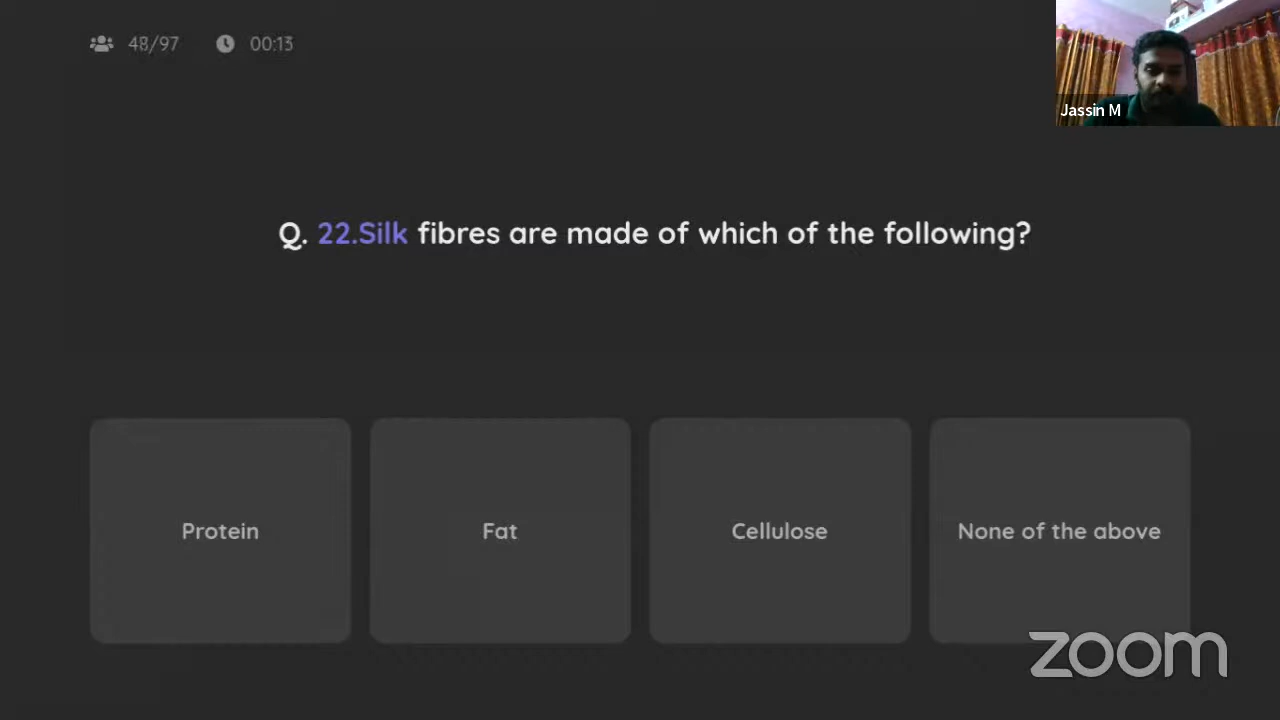 48/97 00:13
Jassin M
Q. 22.Silk fibres are made of which of the following?
Protein
Fat
Cellulose
None of the above
zoom